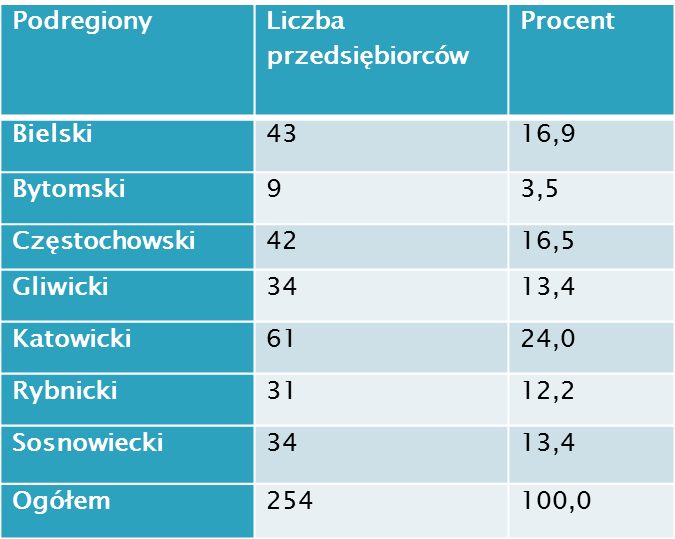 Podregiony Liczba przedsiębiorców Procent
Bielski 43 16,9
Bytomski 9 3,5
Częstochowski 42 16,5
Gliwicki 34 13,4
Katowicki 61 24,0
Rybnicki 31 12,2
Sosnowiecki 34 13,4
Ogółem 254 100,0